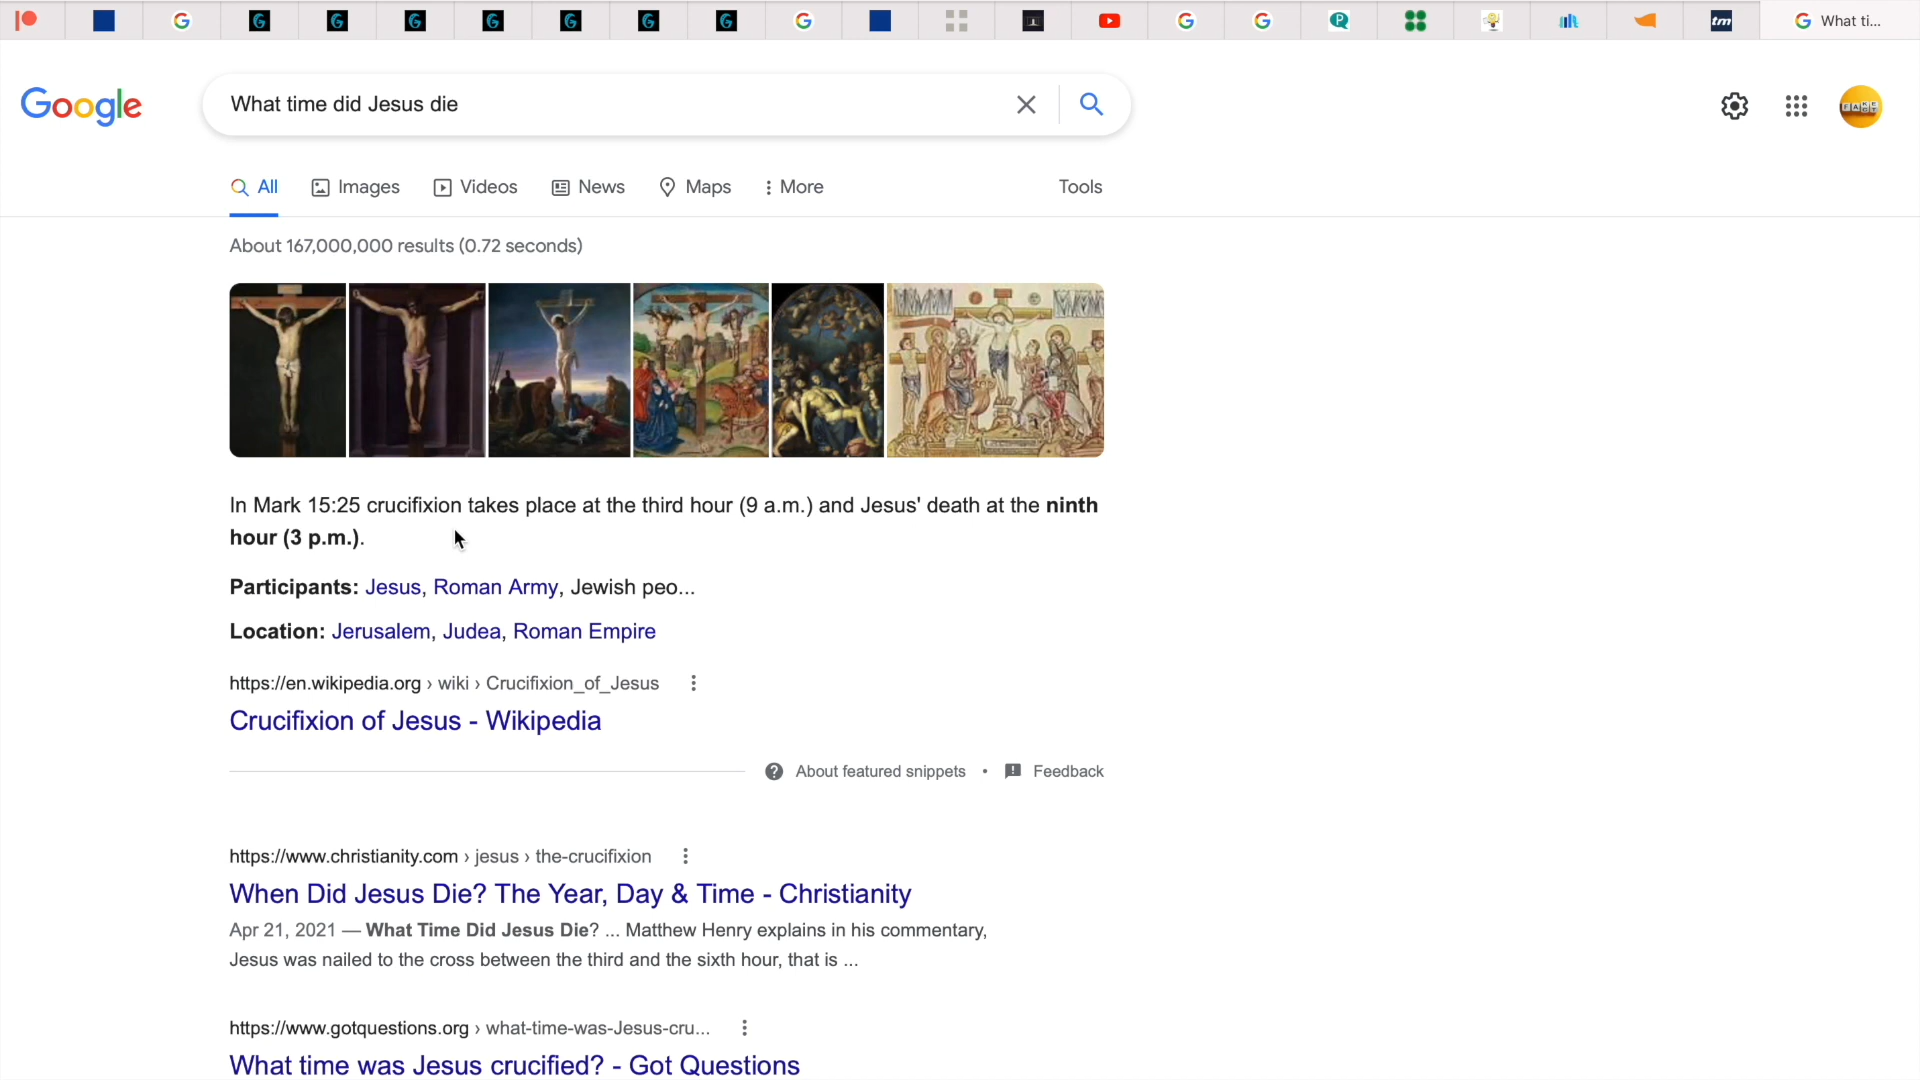 What ti...
Google
What time did Jesus die
All
Images
Videos
News
Maps
More
Tools
About 167,000,000 results (0.72 seconds)
In Mark 15:25 crucifixion takes place at the third hour (9 a.m.) and Jesus' death at the ninth
hour (3 p.m.).
Participants: Jesus, Roman Army, Jewish peo...
Location: Jerusalem, Judea, Roman Empire
https://en.wikipedia.org › wiki › Crucifixion_of_Jesus
Crucifixion of Jesus - Wikipedia
About featured snippets • Feedback
https://www.christianity.com › jesus › the-crucifixion
When Did Jesus Die? The Year, Day & Time - Christianity
Apr 21, 2021 — What Time Did Jesus Die? ... Matthew Henry explains in his commentary,
Jesus was nailed to the cross between the third and the sixth hour, that is ...
https://www.gotquestions.org › what-time-was-Jesus-cru...
What time was Jesus crucified? - Got Questions